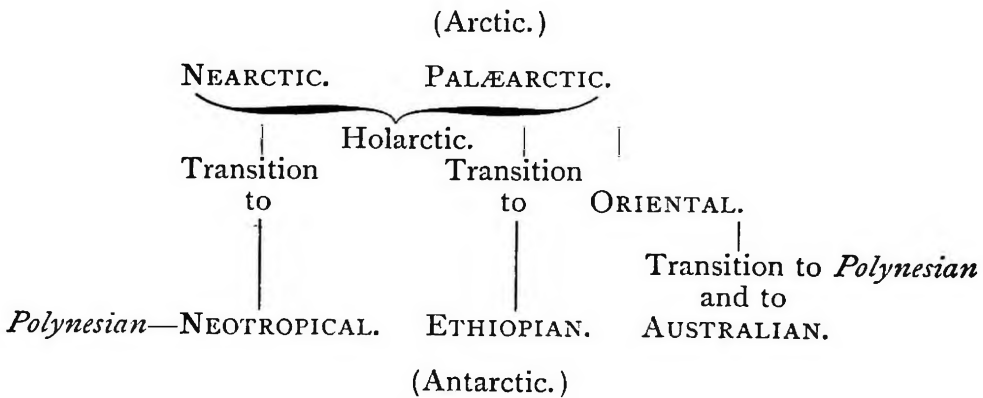 (Arctic.)
NEARCTIC. PALÆARCTIC.
Holarctic.
Transition Transition
to to ORIENTAL.
Transition to Polynesian
and to
Polynesian—NEOTROPICAL. ETHIOPIAN. AUSTRALIAN.
(Antarctic.)